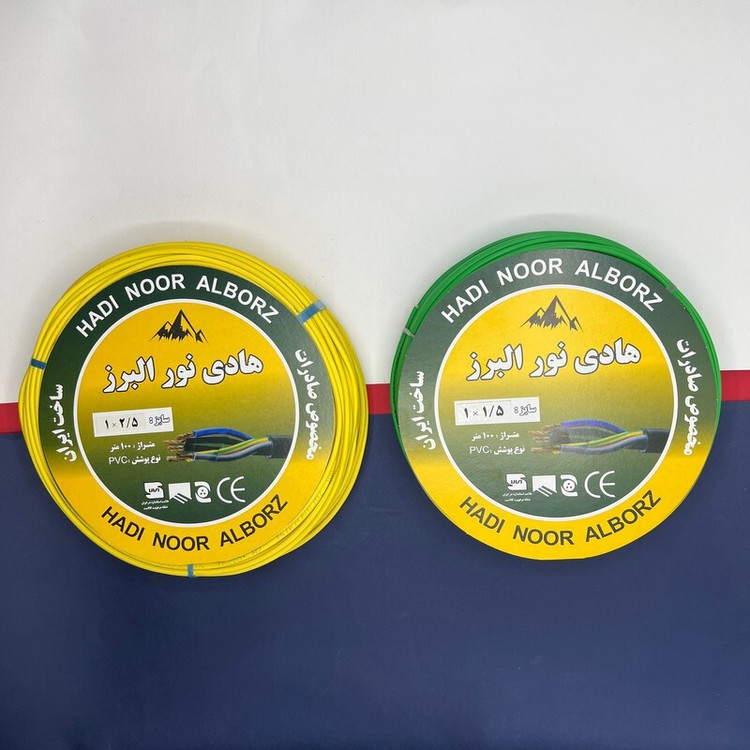 HADI NOOR ALBORZ
هادی نور البرز
سایز: ۱×۲/۵
متراژ: ۱۰۰ متر
نوع پوشش: PVC
ساخت ایران
مخصوص صادرات
CE
HADI NOOR ALBORZ
HADI NOOR ALBORZ
هادی نور البرز
سایز: ۱×۱/۵
متراژ: ۱۰۰ متر
نوع پوشش: PVC
ساخت ایران
مخصوص صادرات
CE
HADI NOOR ALBORZ